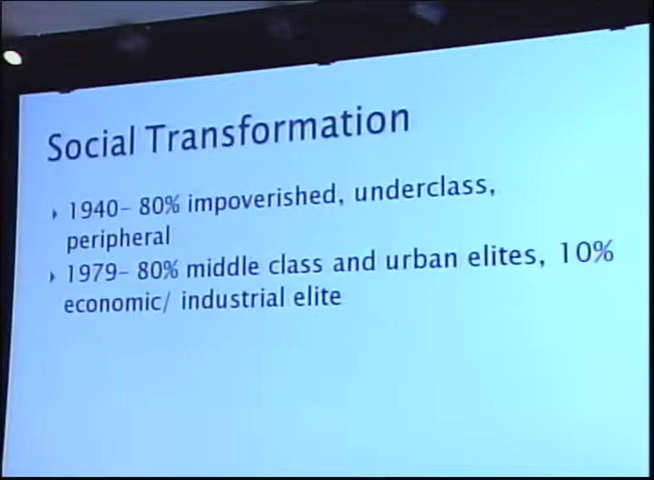 Social Transformation
1940- 80% impoverished, underclass,
peripheral
1979- 80% middle class and urban elites, 10%
economic/ industrial elite